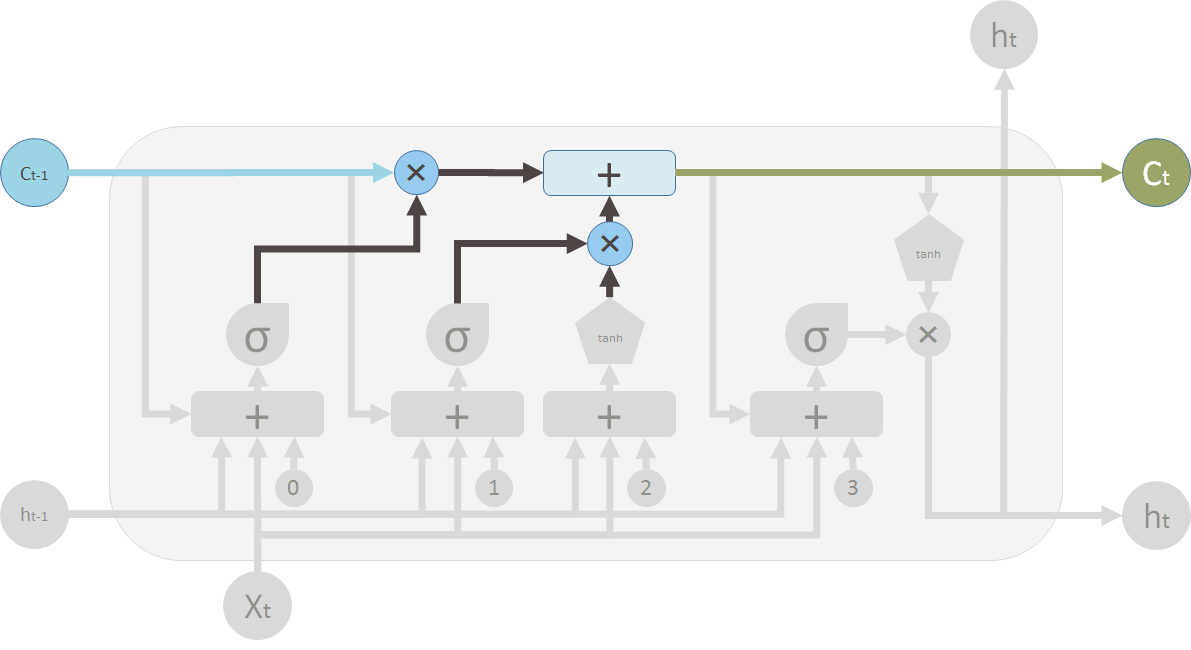 ht
Ct-1
×
+
Ct
×
tanh
σ
σ
tanh
σ
×
+
+
+
+
0
1
2
3
ht-1
ht
Xt